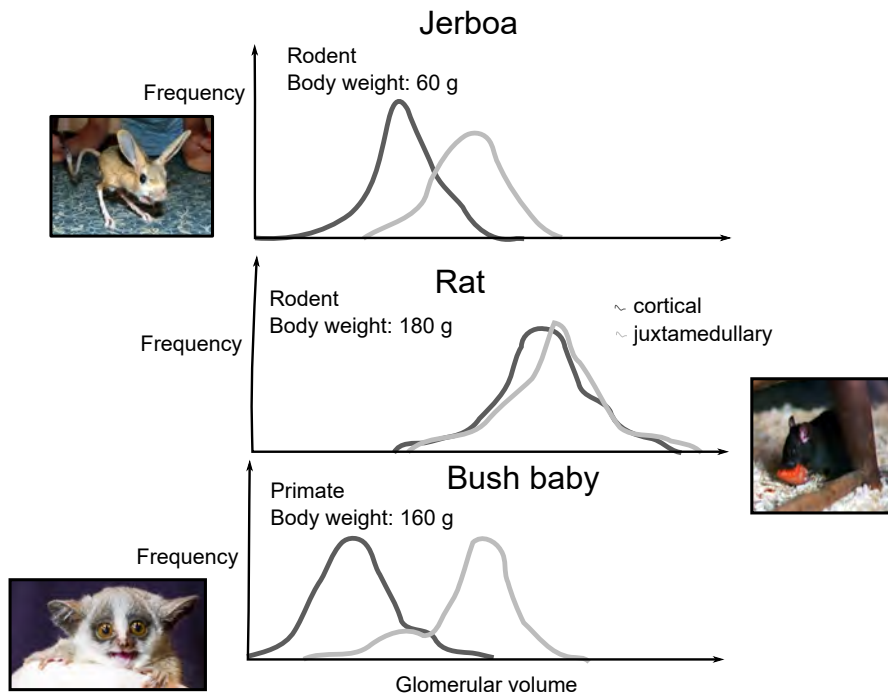 Jerboa
Rodent
Body weight: 60 g
Frequency
Rat
Rodent
Body weight: 180 g
cortical
juxtamedullary
Frequency
Bush baby
Primate
Body weight: 160 g
Frequency
Glomerular volume